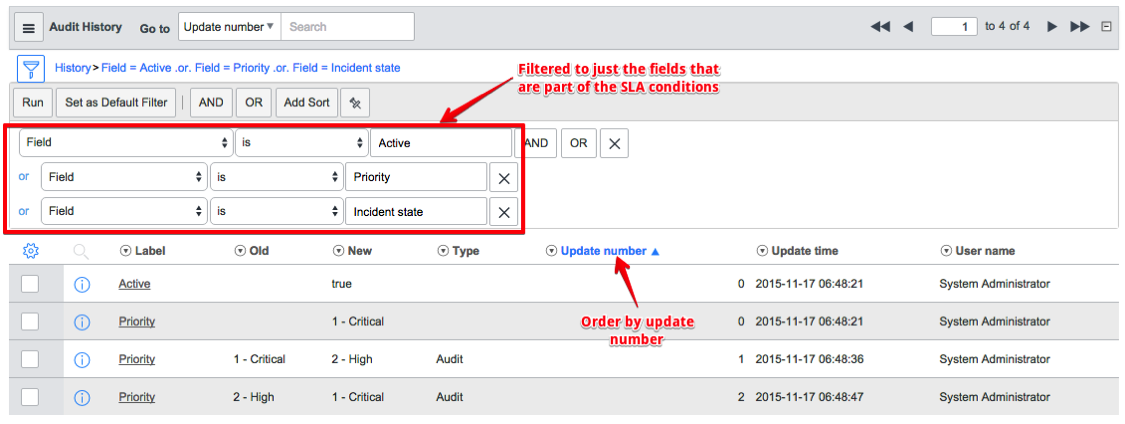 Audit History Go to Update number Search 1 to 4 of 4
History > Field = Active .or. Field = Priority .or. Field = Incident state
Filtered to just the fields that
are part of the SLA conditions
Run Set as Default Filter AND OR Add Sort
Field is Active AND OR
or Field is Priority
or Field is Incident state
Label Old New Type Update number Update time User name
Active true 0 2015-11-17 06:48:21 System Administrator
Priority 1 - Critical 0 2015-11-17 06:48:21 System Administrator
Order by update
number
Priority 1 - Critical 2 - High Audit 1 2015-11-17 06:48:36 System Administrator
Priority 2 - High 1 - Critical Audit 2 2015-11-17 06:48:47 System Administrator